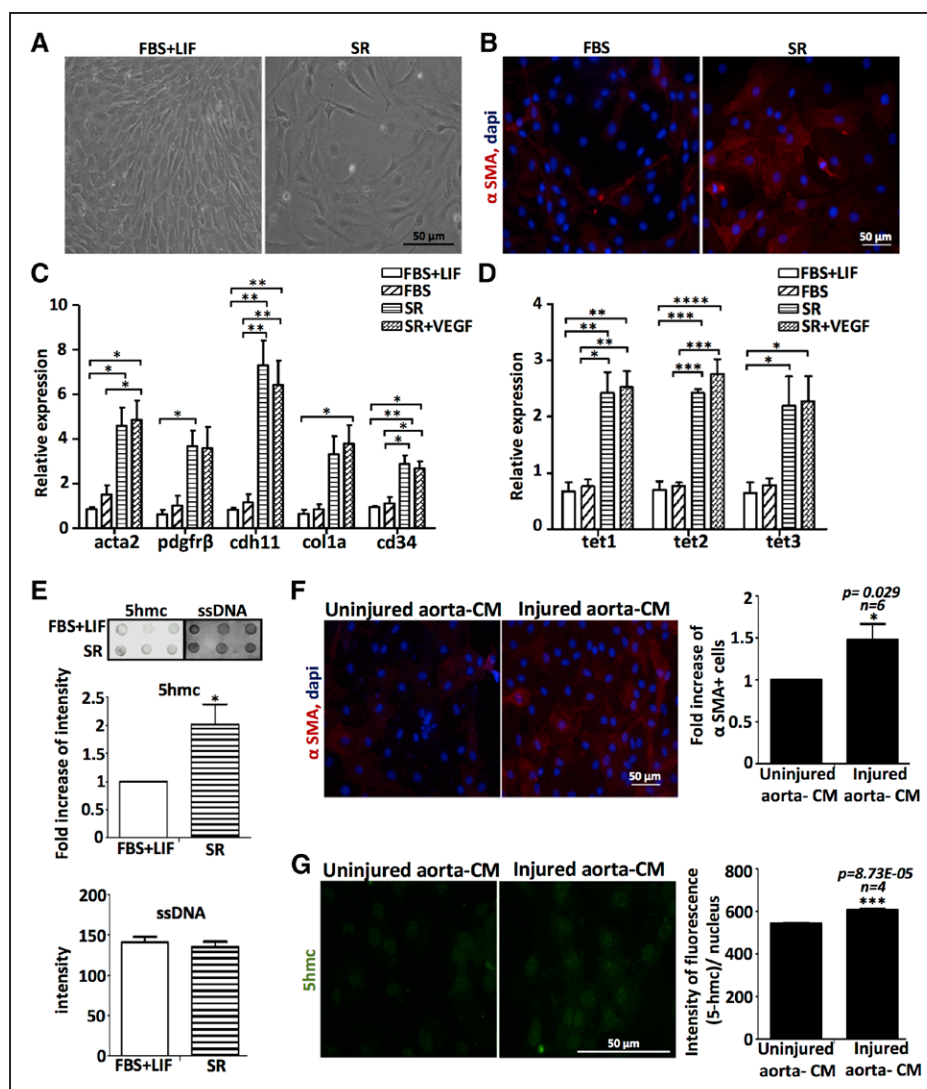 A
FBS+LIF
SR
50 µm
B
FBS
SR
α SMA, dapi
50 µm
C
FBS+LIF
FBS
SR
SR+VEGF
Relative expression
10
8
6
4
2
0
* * *
*
** ** ** **
*
* ** * *
acta2 pdgfrβ cdh11 col1a cd34
D
FBS+LIF
FBS
SR
SR+VEGF
Relative expression
4
3
2
1
0
** ** ** *
**** *** *** ***
* *
tet1 tet2 tet3
E
5hmc ssDNA
FBS+LIF
SR
5hmc
Fold increase of intensity
2.5
2
1.5
1
0.5
0
*
FBS+LIF SR
ssDNA
intensity
200
150
100
50
0
FBS+LIF SR
F
Uninjured aorta-CM Injured aorta-CM
α SMA, dapi
50 µm
p= 0.029
n=6
*
Fold increase of
α SMA+ cells
2
1.5
1
0.5
0
Uninjured
aorta- CM
Injured
aorta- CM
G
Uninjured aorta-CM Injured aorta-CM
5hmc
50 µm
p=8.73E-05
n=4
***
Intensity of fluorescence
(5-hmc)/ nucleus
800
600
400
200
0
Uninjured
aorta-CM
Injured
aorta-CM